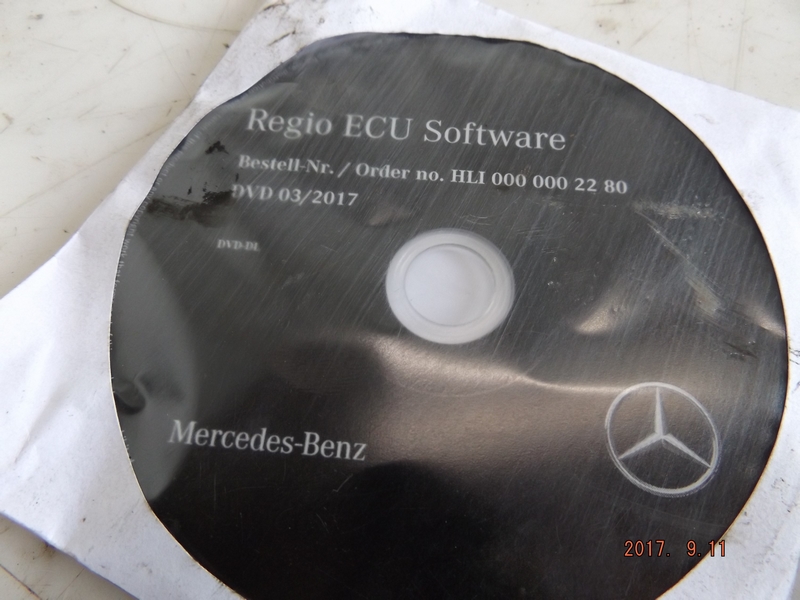 Regio ECU Software
Bestell-Nr. / Order no. HLI 000 000 22 80
DVD 03/2017
DVD-DL
Mercedes-Benz
2017. 9.11